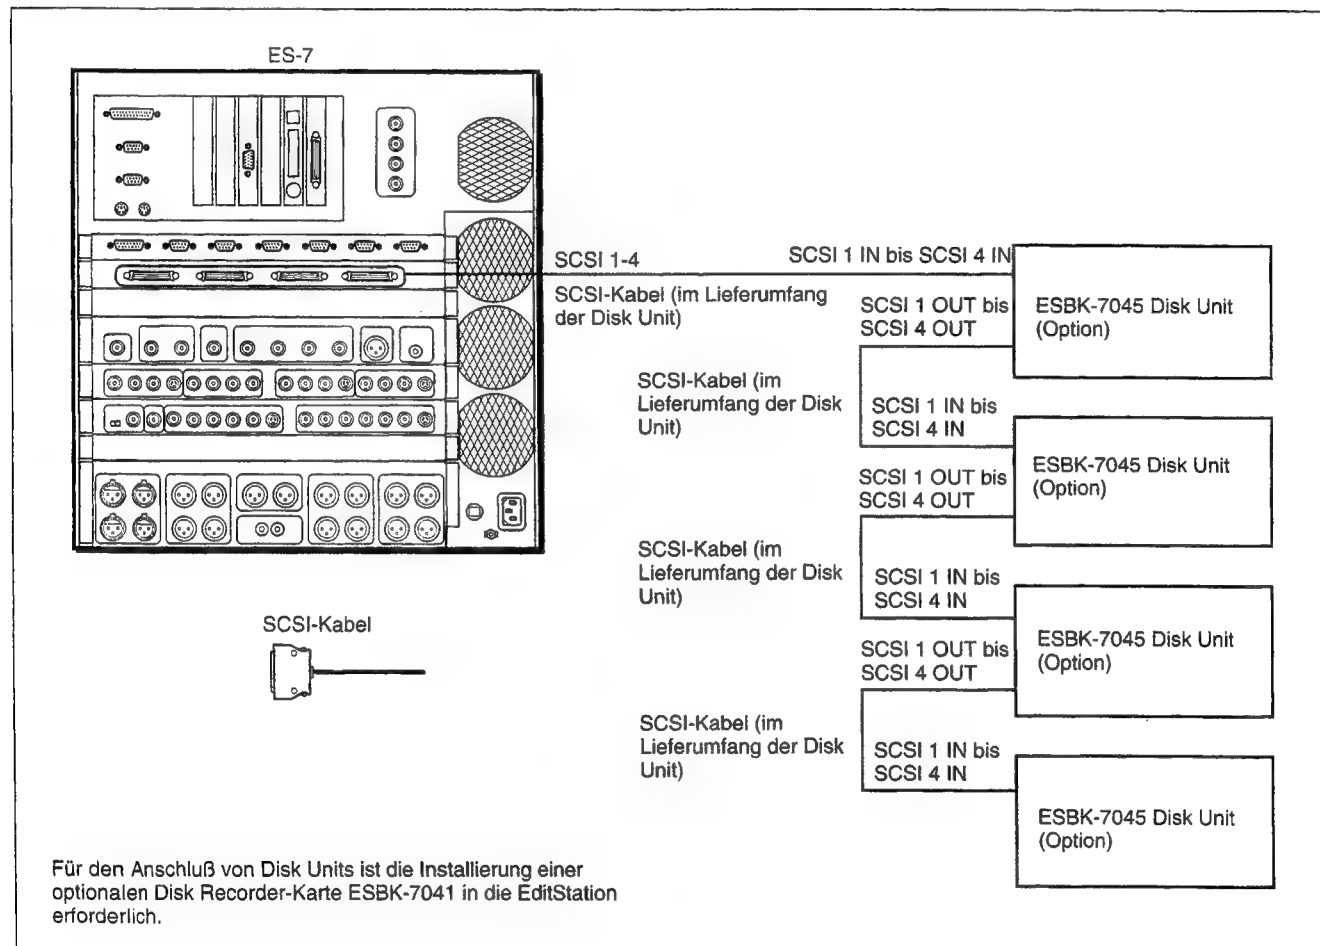 ES-7
SCSI 1-4
SCSI 1 IN bis SCSI 4 IN
SCSI-Kabel (im Lieferumfang
der Disk Unit)
SCSI 1 OUT bis
SCSI 4 OUT
ESBK-7045 Disk Unit
(Option)
SCSI-Kabel (im
Lieferumfang der Disk
Unit)
SCSI 1 IN bis
SCSI 4 IN
ESBK-7045 Disk Unit
(Option)
SCSI 1 OUT bis
SCSI 4 OUT
SCSI-Kabel (im
Lieferumfang der Disk
Unit)
SCSI 1 IN bis
SCSI 4 IN
ESBK-7045 Disk Unit
(Option)
SCSI-Kabel
SCSI 1 OUT bis
SCSI 4 OUT
SCSI-Kabel (im
Lieferumfang der Disk
Unit)
SCSI 1 IN bis
SCSI 4 IN
ESBK-7045 Disk Unit
(Option)
Für den Anschluß von Disk Units ist die Installierung einer
optionalen Disk Recorder-Karte ESBK-7041 in die EditStation
erforderlich.